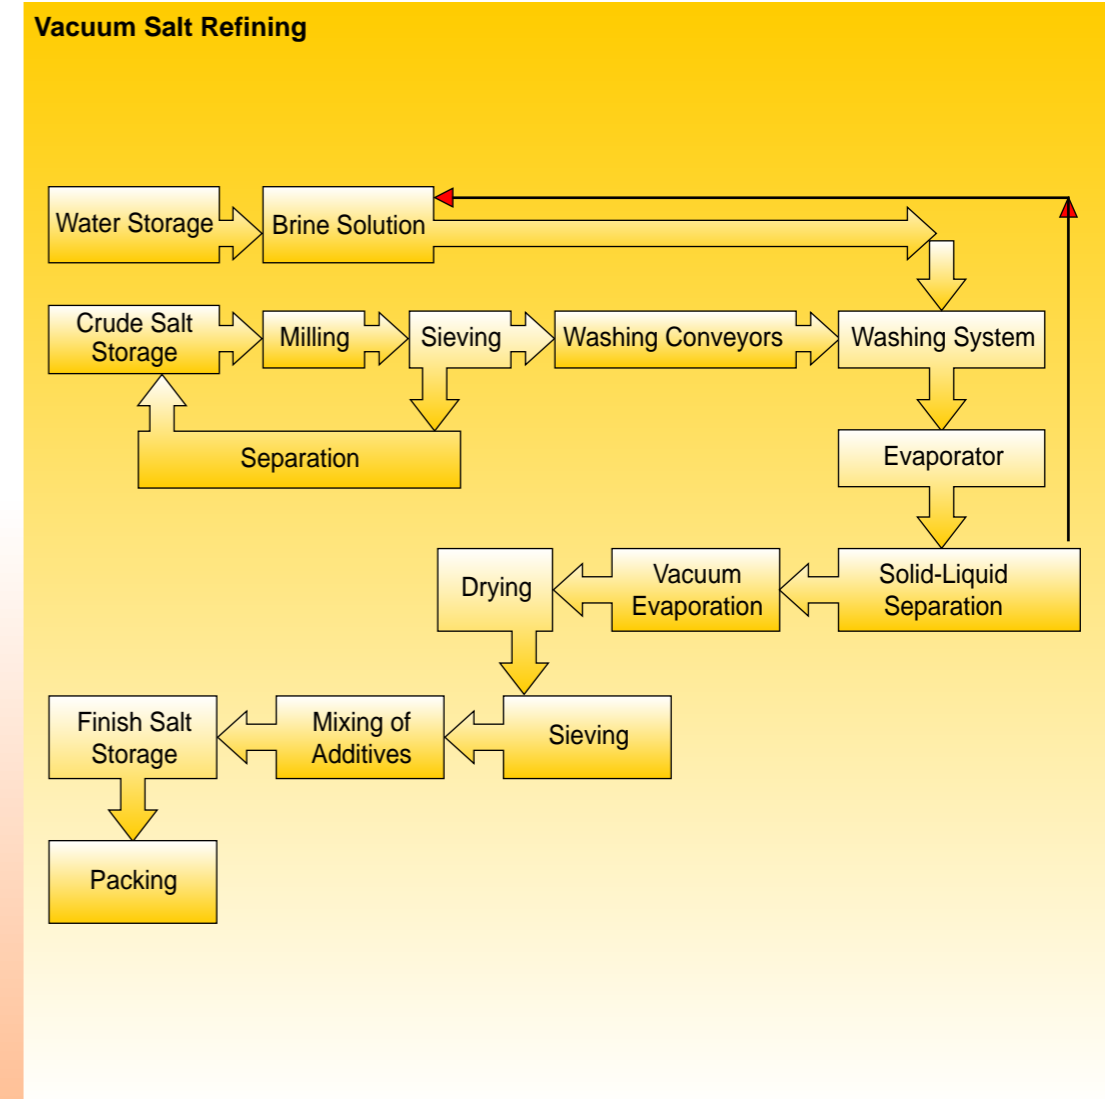 Vacuum Salt Refining
Water Storage
Brine Solution
Crude Salt
Storage
Milling
Sieving
Washing Conveyors
Washing System
Separation
Evaporator
Drying
Vacuum
Evaporation
Solid-Liquid
Separation
Finish Salt
Storage
Mixing of
Additives
Sieving
Packing